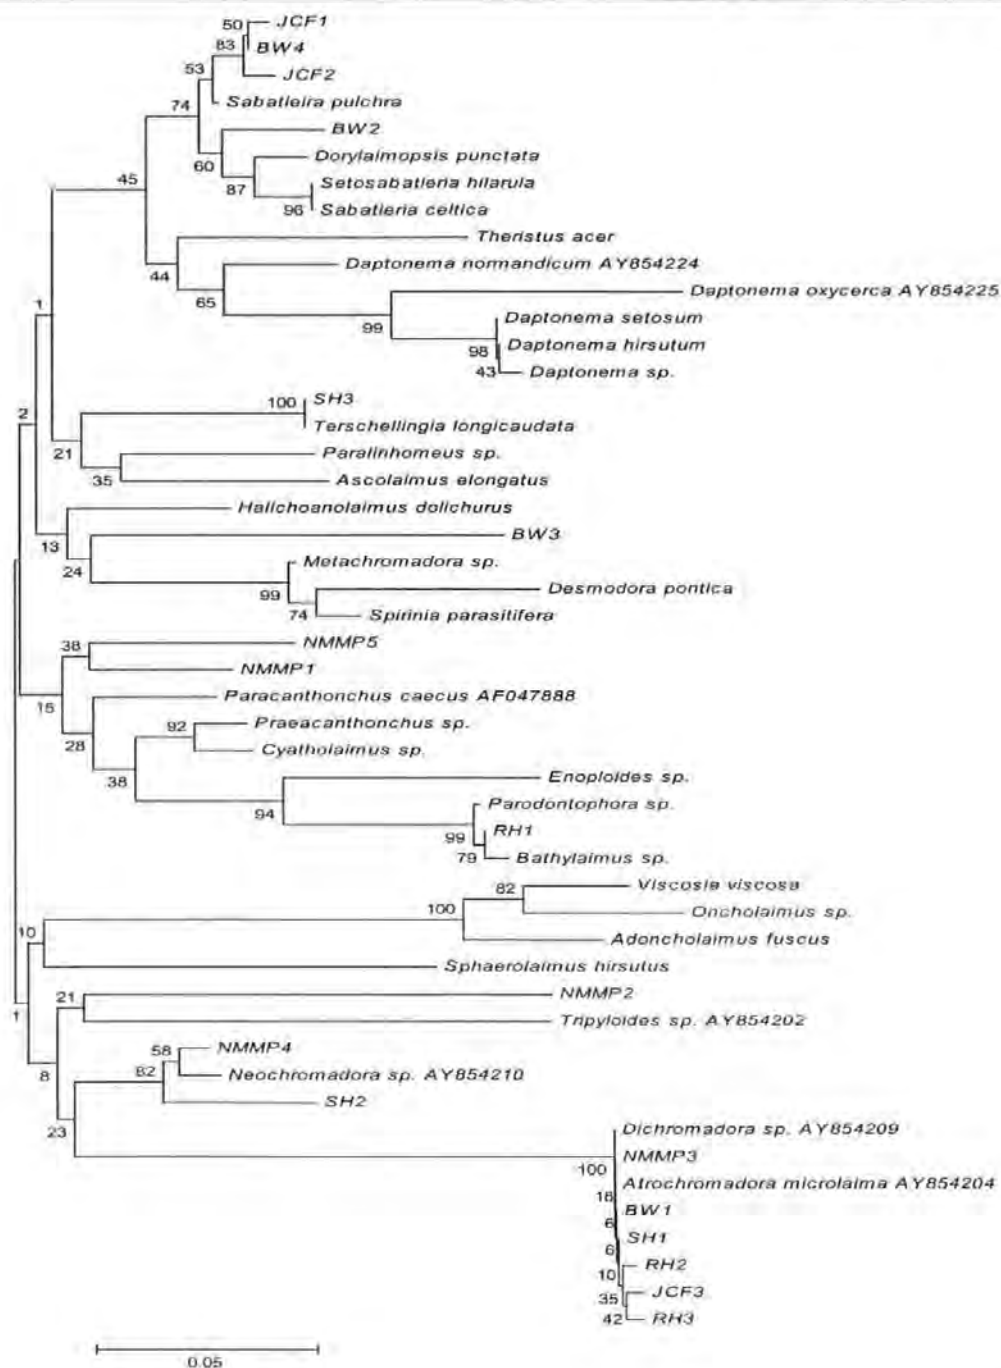 50 JCF1
83 BW4
JCF2
53
Sabatieira pulchra
74
BW2
60 Dorylaimopsis punctata
87 Setosabatieria hilarula
96 Sabatieria celtica
45
Theristus acer
44 Daptonema normandicum AY854224
65 Daptonema oxycerca AY854225
99 Daptonema setosum
98 Daptonema hirsutum
43 Daptonema sp.
1
100 SH3
Terschellingia longicaudata
2
21 Paralinhomeus sp.
35 Ascolaimus elongatus
Halichoanolaimus dolichurus
13 BW3
24 Metachromadora sp.
99 Desmodora pontica
74 Spirinia parasitifera
38 NMMP5
NMMP1
15 Paracanthonchus caecus AF047888
92 Praeacanthonchus sp.
28 Cyatholaimus sp.
38 Enoploides sp.
94 Parodontophora sp.
99 RH1
79 Bathylaimus sp.
82 Viscosia viscosa
100 Oncholaimus sp.
10 Adoncholaimus fuscus
Sphaerolaimus hirsutus
1
21 NMMP2
Tripyloides sp. AY854202
58 NMMP4
8 82 Neochromadora sp. AY854210
SH2
23
Dichromadora sp. AY854209
100 NMMP3
Atrochromadora microlaima AY854204
18
BW1
6
SH1
6
10 RH2
35 JCF3
42 RH3
0.05